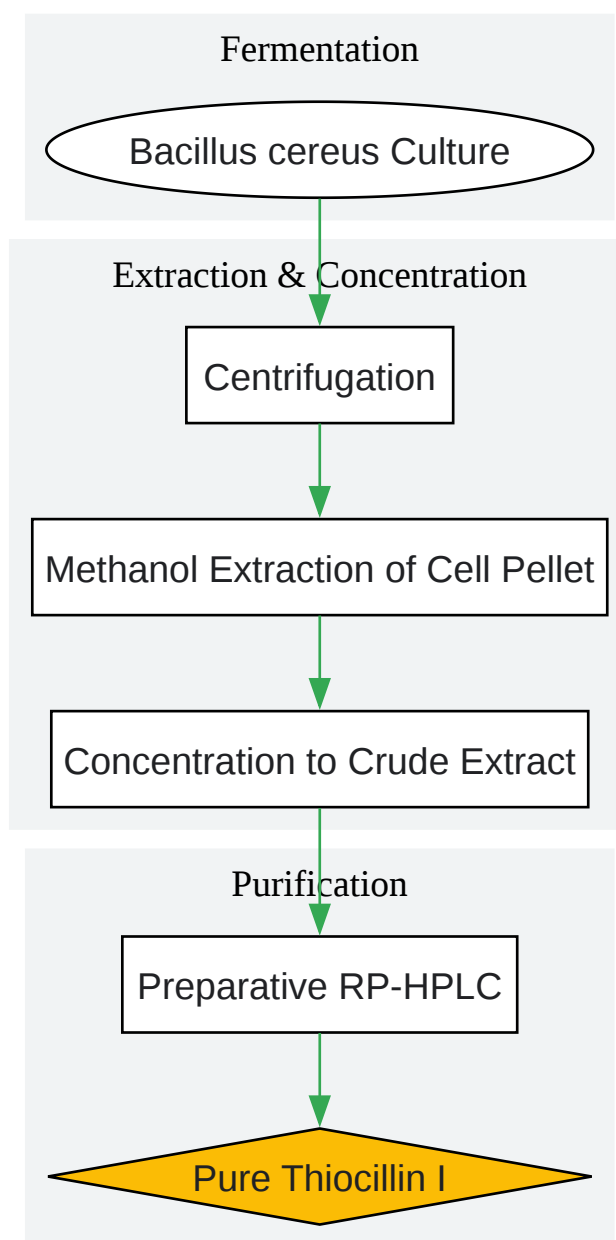 Fermentation
Bacillus cereus Culture
Extraction & Concentration
Centrifugation
Methanol Extraction of Cell Pellet
Concentration to Crude Extract
Purification
Preparative RP-HPLC
Pure Thiocillin I